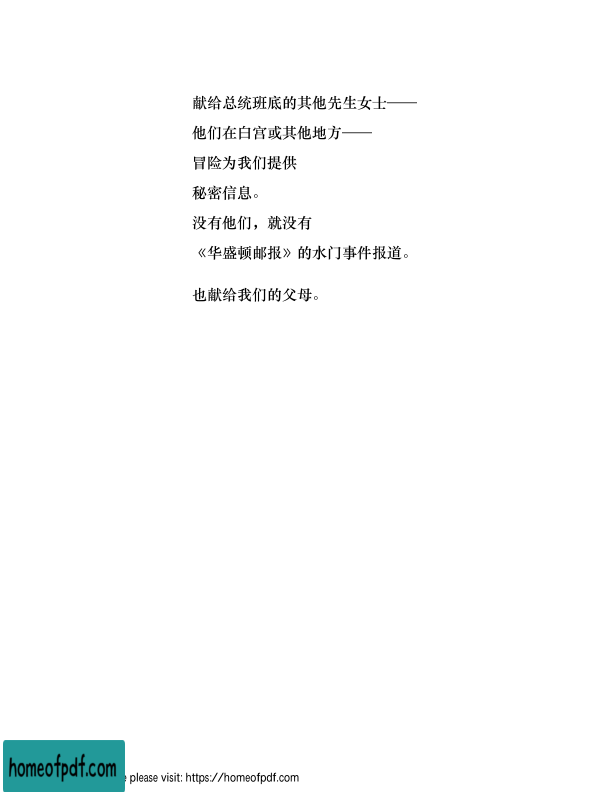 献给总统班底的其他先生女士——
他们在白宫或其他地方——
冒险为我们提供
秘密信息。
没有他们，就没有
《华盛顿邮报》的水门事件报道。
也献给我们的父母。
homeofpdf.com
please visit: https://homeofpdf.com